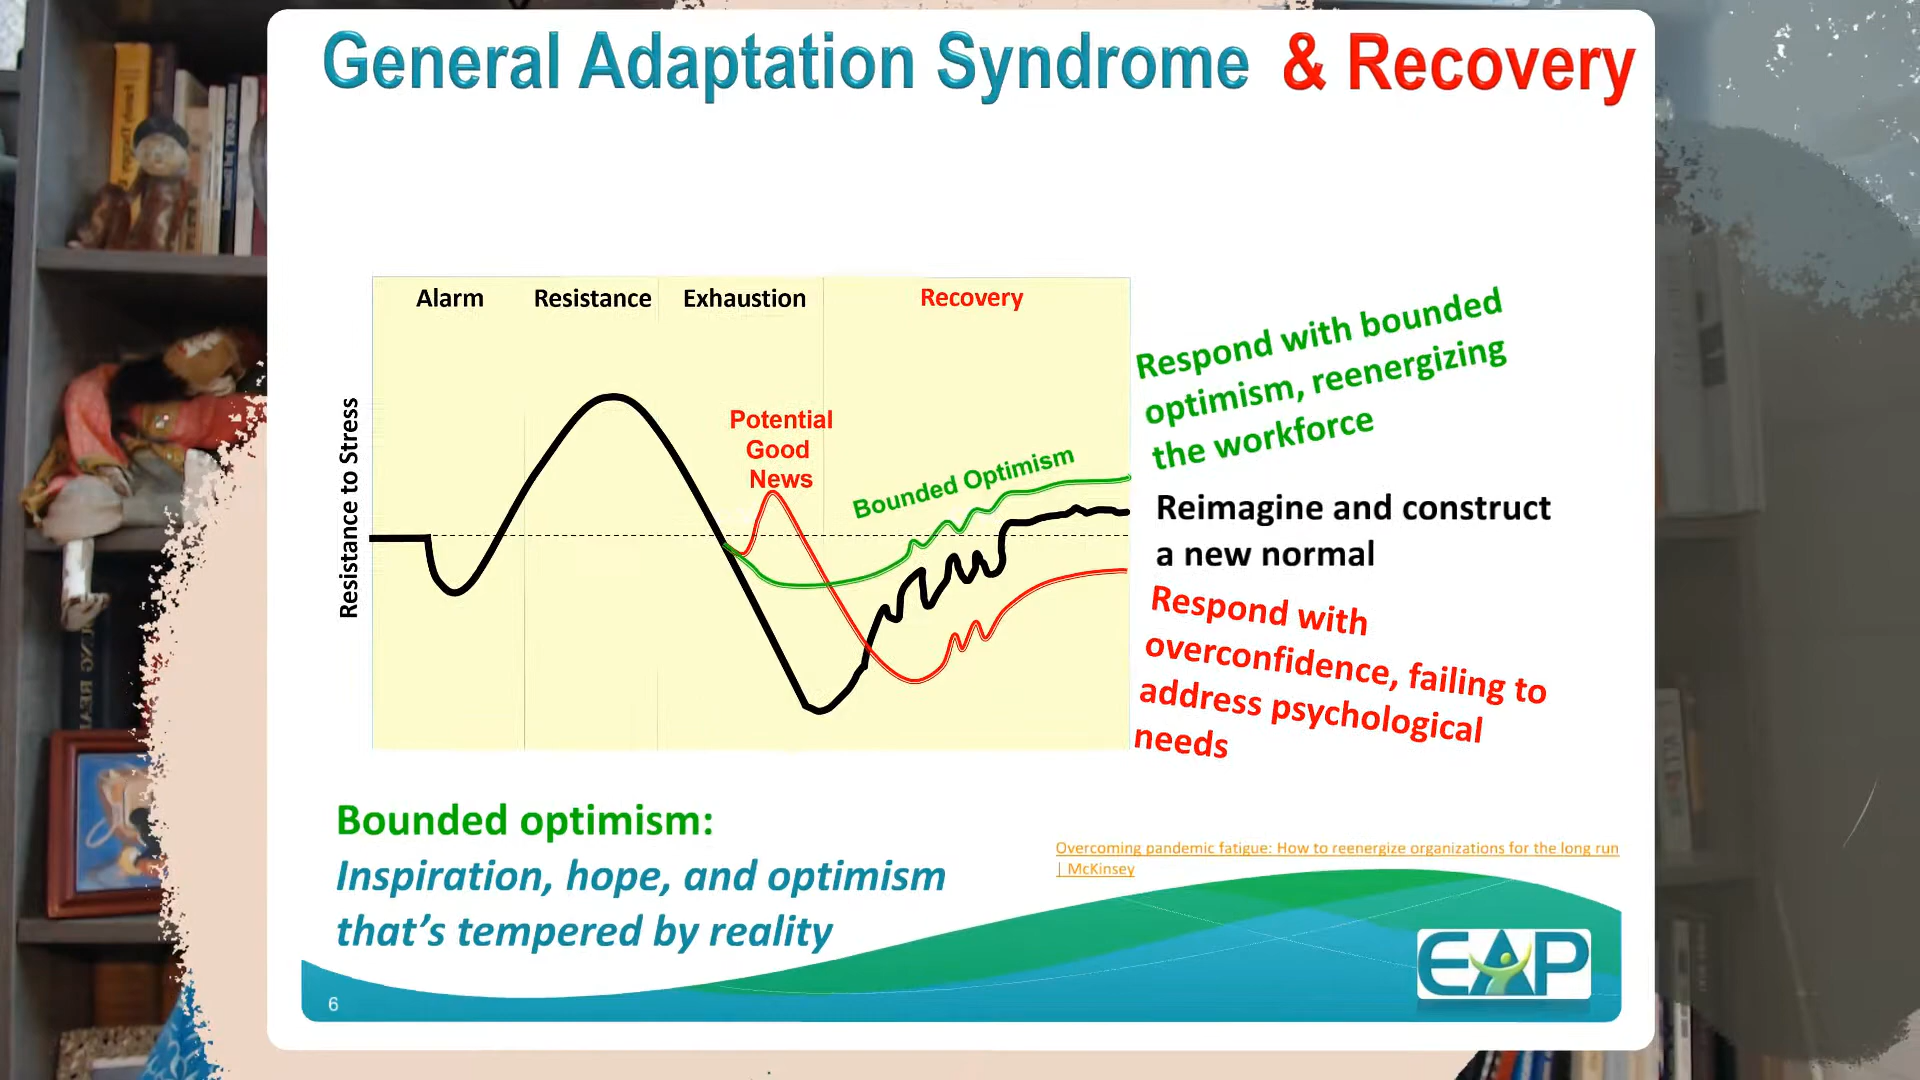 General Adaptation Syndrome & Recovery
Alarm
Resistance
Exhaustion
Recovery
Resistance to Stress
Potential
Good
News
Bounded Optimism
Respond with bounded
optimism, reenergizing
the workforce
Reimagine and construct
a new normal
Respond with
overconfidence, failing to
address psychological
needs
Bounded optimism:
Inspiration, hope, and optimism
that's tempered by reality
Overcoming pandemic fatigue: How to reenergize organizations for the long run
| McKinsey
6
EAP